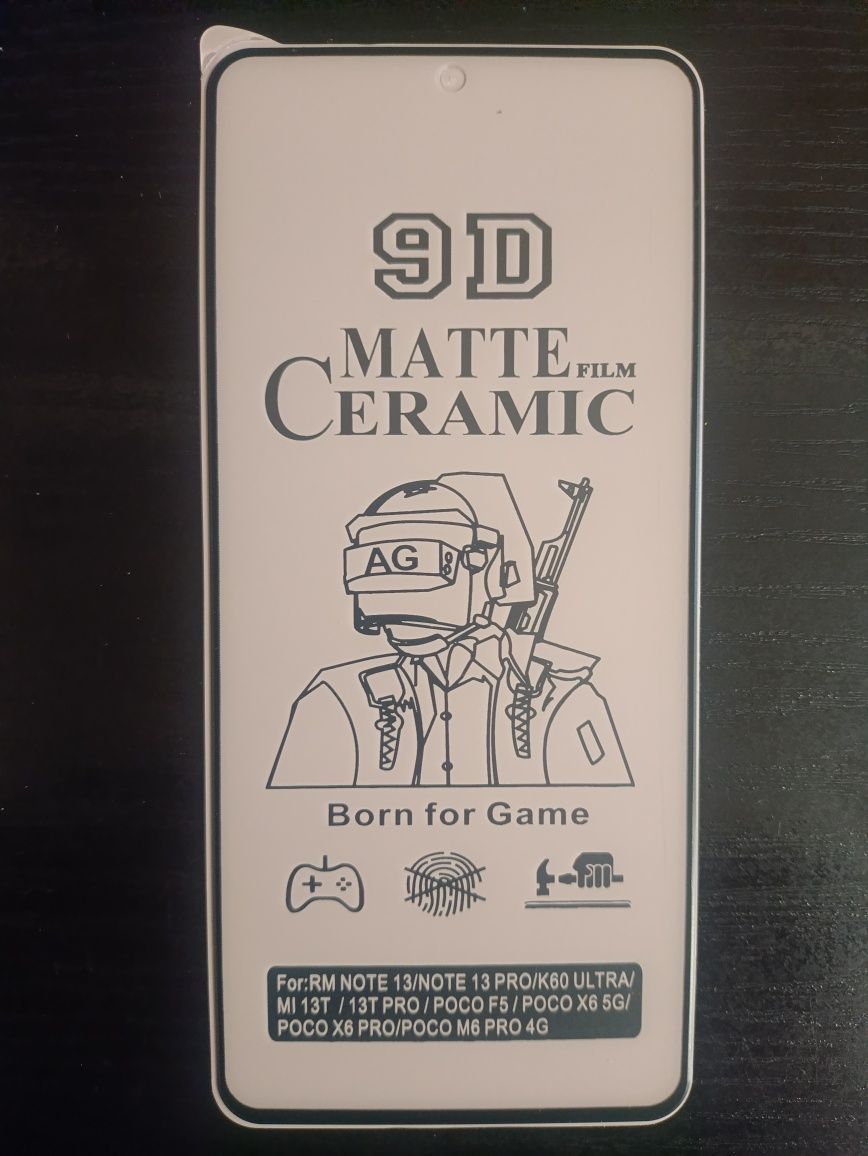 9D
MATTE FILM
CERAMIC
AG
Born for Game
For:RM NOTE 13/NOTE 13 PRO/K60 ULTRA/
MI 13T / 13T PRO / POCO F5 / POCO X6 5G/
POCO X6 PRO/POCO M6 PRO 4G